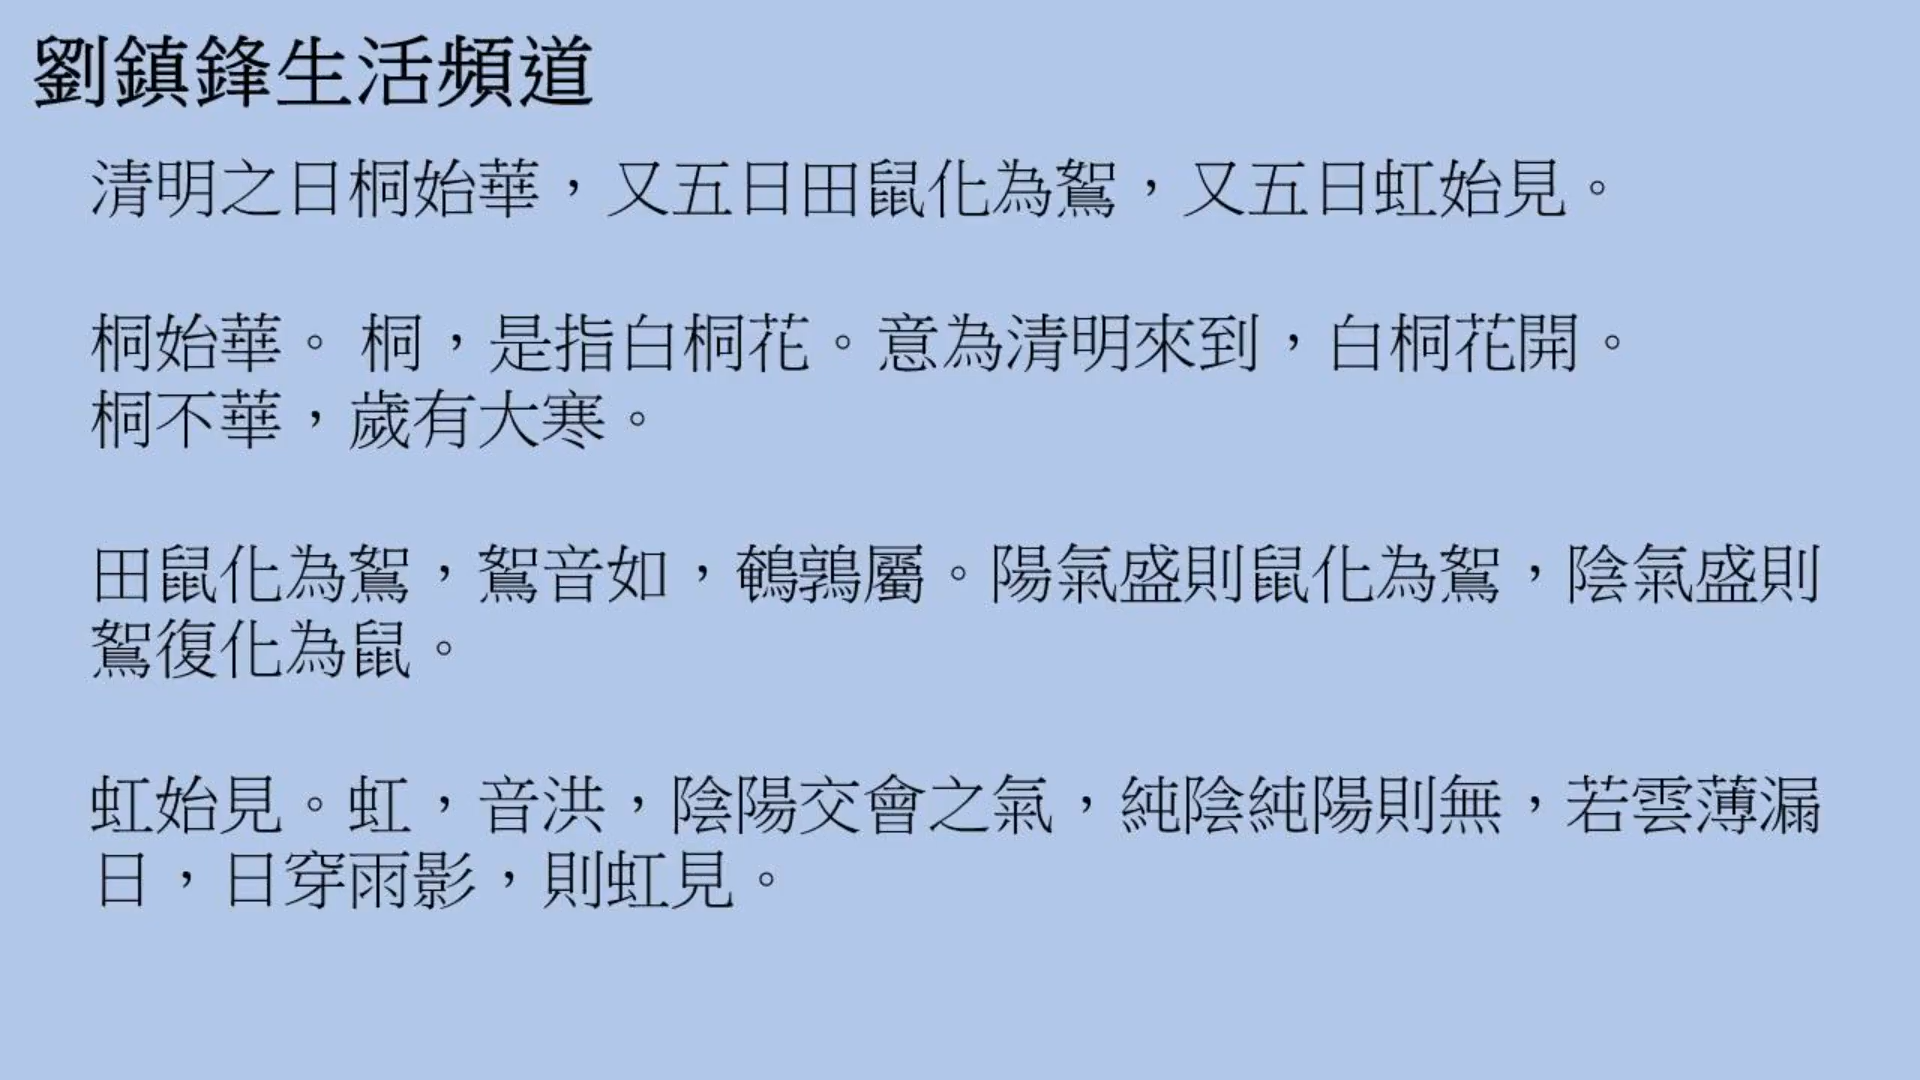 劉鎮鋒生活頻道
清明之日桐始華，又五日田鼠化為鴽，又五日虹始見。
桐始華。 桐，是指白桐花。意為清明來到，白桐花開。
桐不華，歲有大寒。
田鼠化為鴽，鴽音如，鵪鶉屬。陽氣盛則鼠化為鴽，陰氣盛則
鴽復化為鼠。
虹始見。虹，音洪，陰陽交會之氣，純陰純陽則無，若雲薄漏
日，日穿雨影，則虹見。